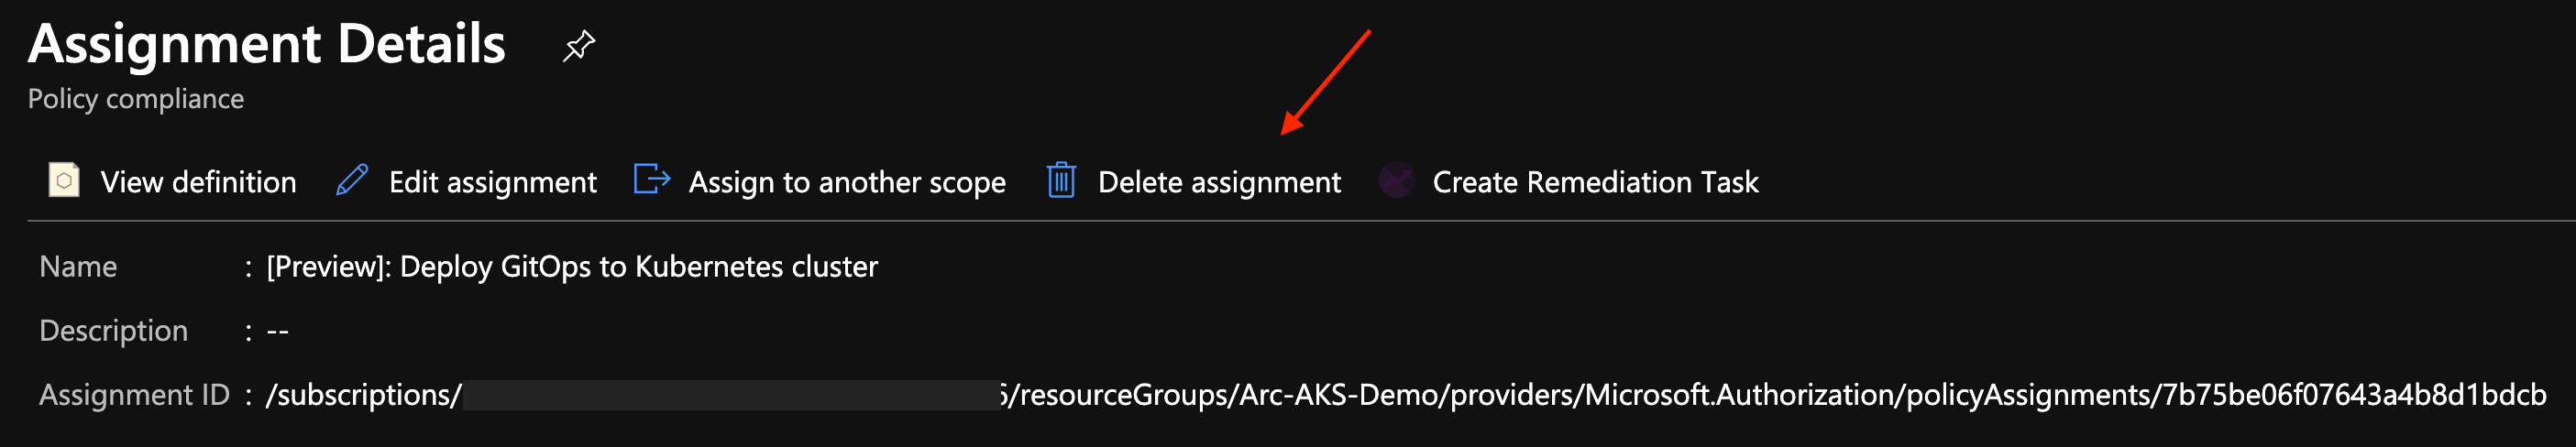 Assignment Details
Policy compliance
View definition Edit assignment Assign to another scope Delete assignment Create Remediation Task
Name : [Preview]: Deploy GitOps to Kubernetes cluster
Description : --
Assignment ID : /subscriptions/ /resourceGroups/Arc-AKS-Demo/providers/Microsoft.Authorization/policyAssignments/7b75be06f07643a4b8d1bdcb